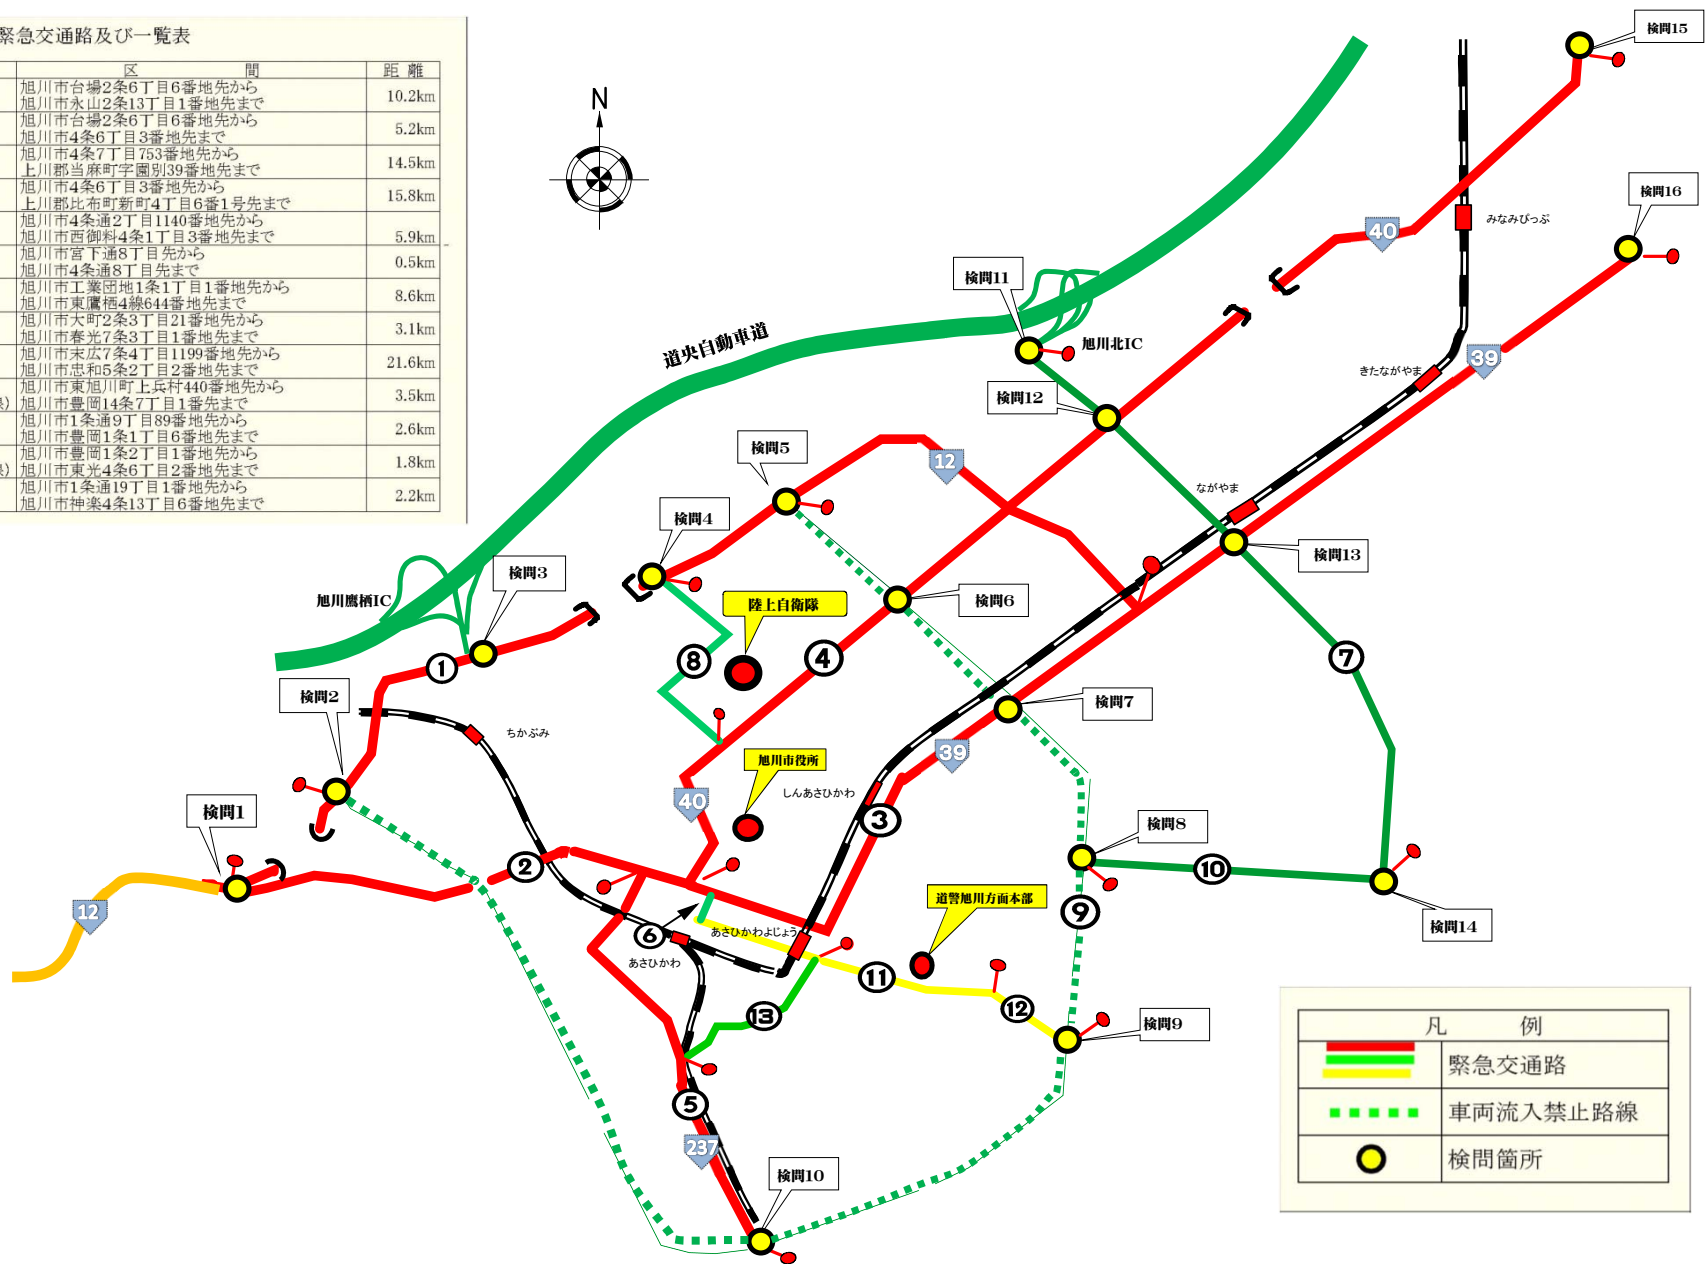 緊急交通路及び一覧表
区 間 距 離
旭川市台場2条6丁目6番地先から
旭川市永山2条13丁目1番地先まで
10.2km
旭川市台場2条6丁目6番地先から
旭川市4条6丁目3番地先まで
5.2km
旭川市4条7丁目753番地先から
上川郡当麻町字園別39番地先まで
14.5km
旭川市4条6丁目3番地先から
上川郡比布町新町4丁目6番1号先まで
15.8km
旭川市4条通2丁目1140番地先から
旭川市西御料4条1丁目3番地先まで
5.9km
旭川市宮下通8丁目先から
旭川市4条通8丁目先まで
0.5km
旭川市工業団地1条1丁目1番地先から
旭川市東鷹栖4線644番地先まで
8.6km
旭川市大町2条3丁目21番地先から
旭川市春光7条3丁目1番地先まで
3.1km
旭川市末広7条4丁目1199番地先から
旭川市忠和5条2丁目2番地先まで
21.6km
旭川市東旭川町上兵村440番地先から
旭川市豊岡14条7丁目1番先まで
3.5km
旭川市1条通9丁目89番地先から
旭川市豊岡1条1丁目6番地先まで
2.6km
旭川市豊岡1条2丁目1番地先から
旭川市東光4条6丁目2番地先まで
1.8km
旭川市1条通19丁目1番地先から
旭川市神楽4条13丁目6番地先まで
2.2km
N
検問15
検問16
みなみぴっぷ
40
検問11
旭川北IC
道央自動車道
きたながやま
39
検問12
検問5
12
ながやま
検問4
検問13
検問3
旭川鷹栖IC
陸上自衛隊
検問6
①
⑧
④
⑦
検問2
検問7
ちかぶみ
旭川市役所
39
しんあさひかわ
40
③
検問1
検問8
②
⑩
12
道警旭川方面本部
⑨
検問14
⑥
あさひかわよじょう
あさひかわ
⑪
⑫
⑬
検問9
⑤
237
検問10
凡 例
緊急交通路
車両流入禁止路線
検問箇所